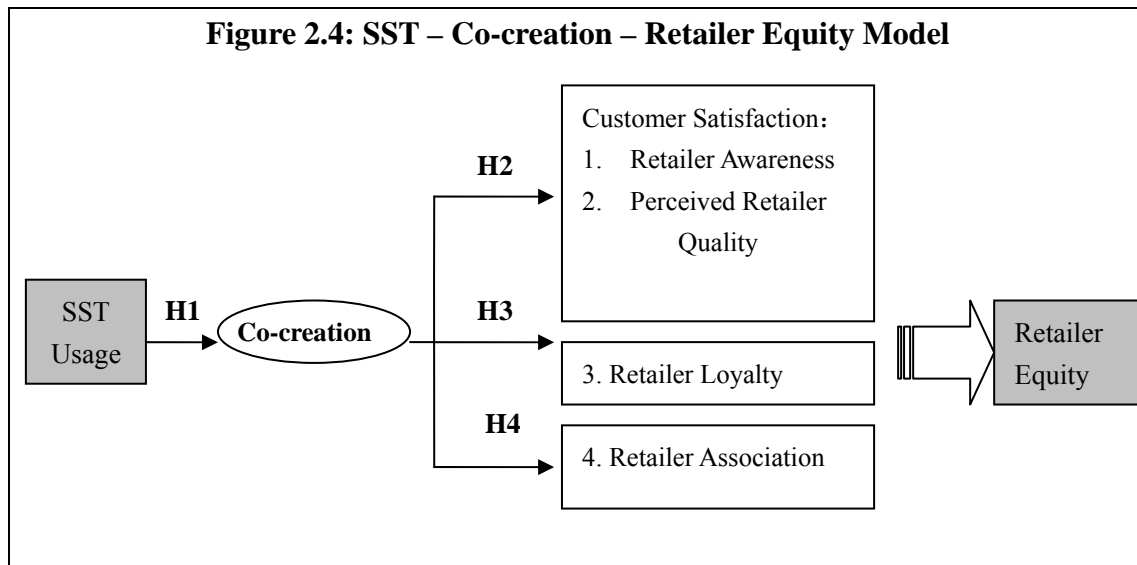 Figure 2.4: SST – Co-creation – Retailer Equity Model
Customer Satisfaction：
1. Retailer Awareness
2. Perceived Retailer
Quality
H2
SST
Usage
H1
Co-creation
H3
3. Retailer Loyalty
H4
4. Retailer Association
Retailer
Equity